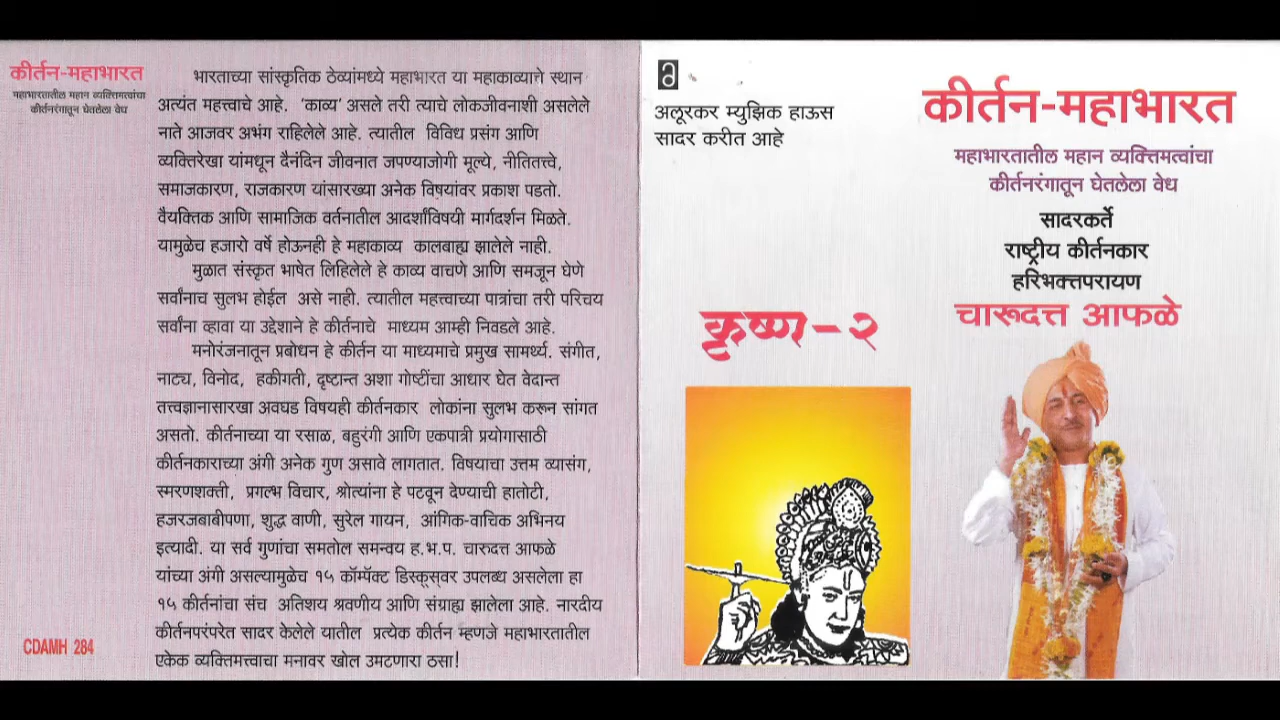 कीर्तन-महाभारत
महाभारतातील महान व्यक्तिमत्वांचा
कीर्तनरंगातून घेतलेला वेध
भारताच्या सांस्कृतिक ठेव्यांमध्ये महाभारत या महाकाव्याचे स्थान
अत्यंत महत्त्वाचे आहे. ‘काव्य’ असले तरी त्याचे लोकजीवनाशी असलेले
नाते आजवर अभंग राहिलेले आहे. त्यातील विविध प्रसंग आणि
व्यक्तिरेखा यांमधून दैनंदिन जीवनात जपण्याजोगी मूल्ये, नीतितत्त्वे,
समाजकारण, राजकारण यांसारख्या अनेक विषयांवर प्रकाश पडतो.
वैयक्तिक आणि सामाजिक वर्तनातील आदर्शांविषयी मार्गदर्शन मिळते.
यामुळेच हजारो वर्षे होऊनही हे महाकाव्य कालबाह्य झालेले नाही.
मुळात संस्कृत भाषेत लिहिलेले हे काव्य वाचणे आणि समजून घेणे
सर्वांनाच सुलभ होईल असे नाही. त्यातील महत्त्वाच्या पात्रांचा तरी परिचय
सर्वांना व्हावा या उद्देशाने हे कीर्तनाचे माध्यम आम्ही निवडले आहे.
मनोरंजनातून प्रबोधन हे कीर्तन या माध्यमाचे प्रमुख सामर्थ्य. संगीत,
नाट्य, विनोद, हकीगती, दृष्टान्त अशा गोष्टींचा आधार घेत वेदान्त
तत्त्वज्ञानासारखा अवघड विषयही कीर्तनकार लोकांना सुलभ करून सांगत
असतो. कीर्तनाच्या या रसाळ, बहुरंगी आणि एकपात्री प्रयोगासाठी
कीर्तनकाराच्या अंगी अनेक गुण असावे लागतात. विषयाचा उत्तम व्यासंग,
स्मरणशक्ती, प्रगल्भ विचार, श्रोत्यांना हे पटवून देण्याची हातोटी,
हजरजबाबीपणा, शुद्ध वाणी, सुरेल गायन, आंगिक-वाचिक अभिनय
इत्यादी. या सर्व गुणांचा समतोल समन्वय ह.भ.प. चारुदत्त आफळे
यांच्या अंगी असल्यामुळेच १५ कॉम्पॅक्ट डिस्क्सवर उपलब्ध असलेला हा
१५ कीर्तनांचा संच अतिशय श्रवणीय आणि संग्राह्य झालेला आहे. नारदीय
कीर्तनपरंपरेत सादर केलेले यातील प्रत्येक कीर्तन म्हणजे महाभारतातील
एकेक व्यक्तिमत्त्वाचा मनावर खोल उमटणारा ठसा!
CDAMH 284
a
अलूरकर म्युझिक हाऊस
सादर करीत आहे
कीर्तन-महाभारत
महाभारतातील महान व्यक्तिमत्वांचा
कीर्तनरंगातून घेतलेला वेध
सादरकर्ते
राष्ट्रीय कीर्तनकार
हरिभक्तपरायण
चारूदत्त आफळे
कृष्ण-२